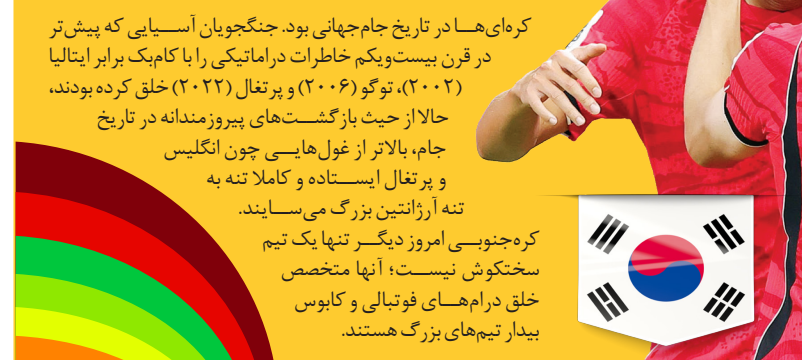 کره‌ای‌هـا در تاریخ جام‌جهانی بود. جنگجویان آسیایی که پیش‌تر
در قرن بیست‌ویکم خاطرات دراماتیکی را با کام‌بک برابر ایتالیا
(۲۰۰۲)، توگو (۲۰۰۶) و پرتغال (۲۰۲۲) خلق کرده بودند،
حالا از حیث بازگشت‌های پیروزمندانه در تاریخ
جام، بالاتر از غول‌هایی چون انگلیس
و پرتغال ایستاده و کاملا تنه به
تنه آرژانتین بزرگ می‌سایند.
کره‌جنوبی امروز دیگر تنها یک تیم
سختکوش نیست؛ آنها متخصص
خلق درام‌های فوتبالی و کابوس
بیدار تیم‌های بزرگ هستند.